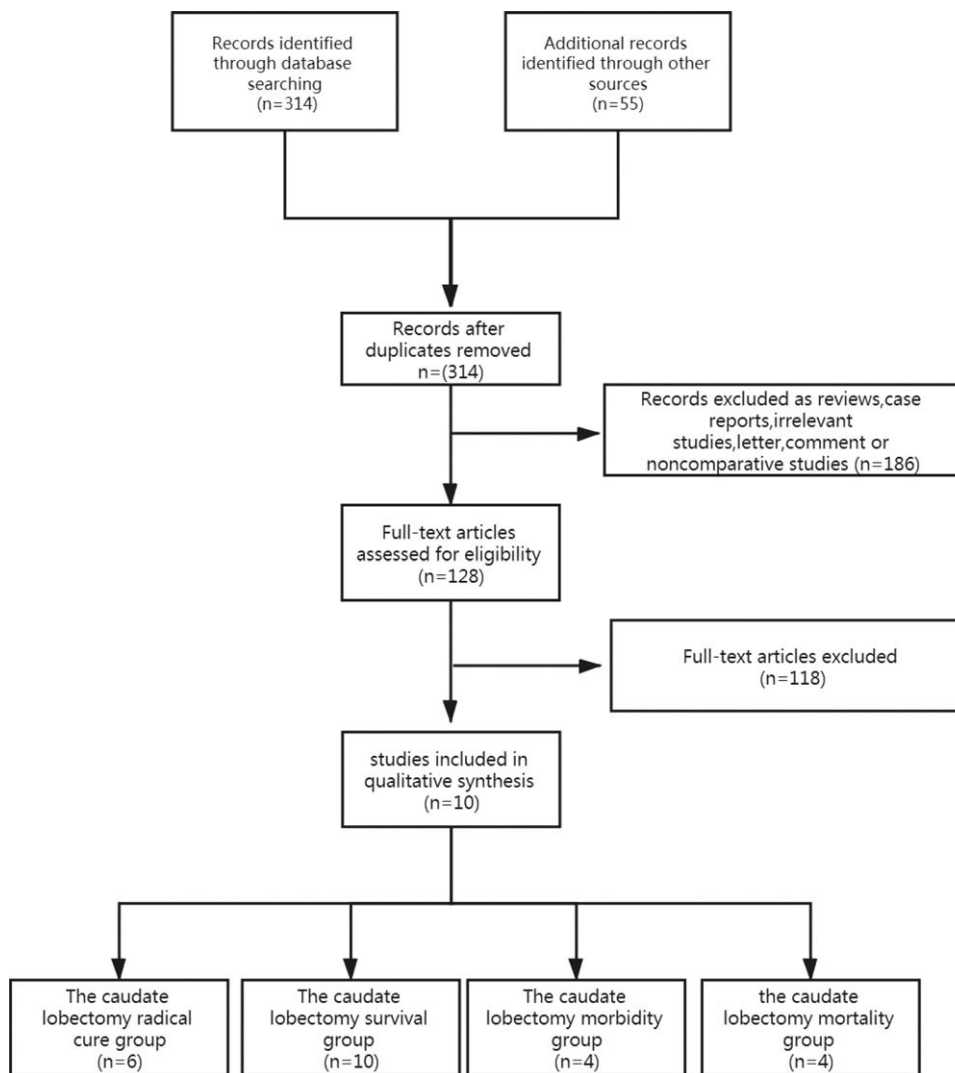 Records identified
through database
searching
(n=314)
Additional records
identified through other
sources
(n=55)
Records after
duplicates removed
n=(314)
Records excluded as reviews,case
reports,irrelevant
studies,letter,comment or
noncomparative studies (n=186)
Full-text articles
assessed for eligibility
(n=128)
Full-text articles excluded
(n=118)
studies included in
qualitative synthesis
(n=10)
The caudate
lobectomy radical
cure group
(n=6)
The caudate
lobectomy survival
group
(n=10)
The caudate
lobectomy morbidity
group
(n=4)
the caudate
lobectomy mortality
group
(n=4)